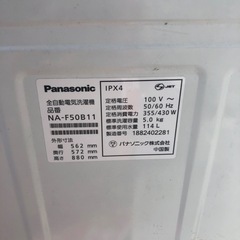 Panasonic
全自動電気洗濯機
品番
NA-F50B11
外形寸法
幅 562 mm
奥行 572 mm
高さ 880 mm
IPX4
JET
定格電圧 100 V ～
定格周波数 50/60 Hz
定格消費電力 355/430 W
標準洗濯容量 5.0 kg
標準使用水量 114 L
製造番号 1882402281
パナソニック株式会社